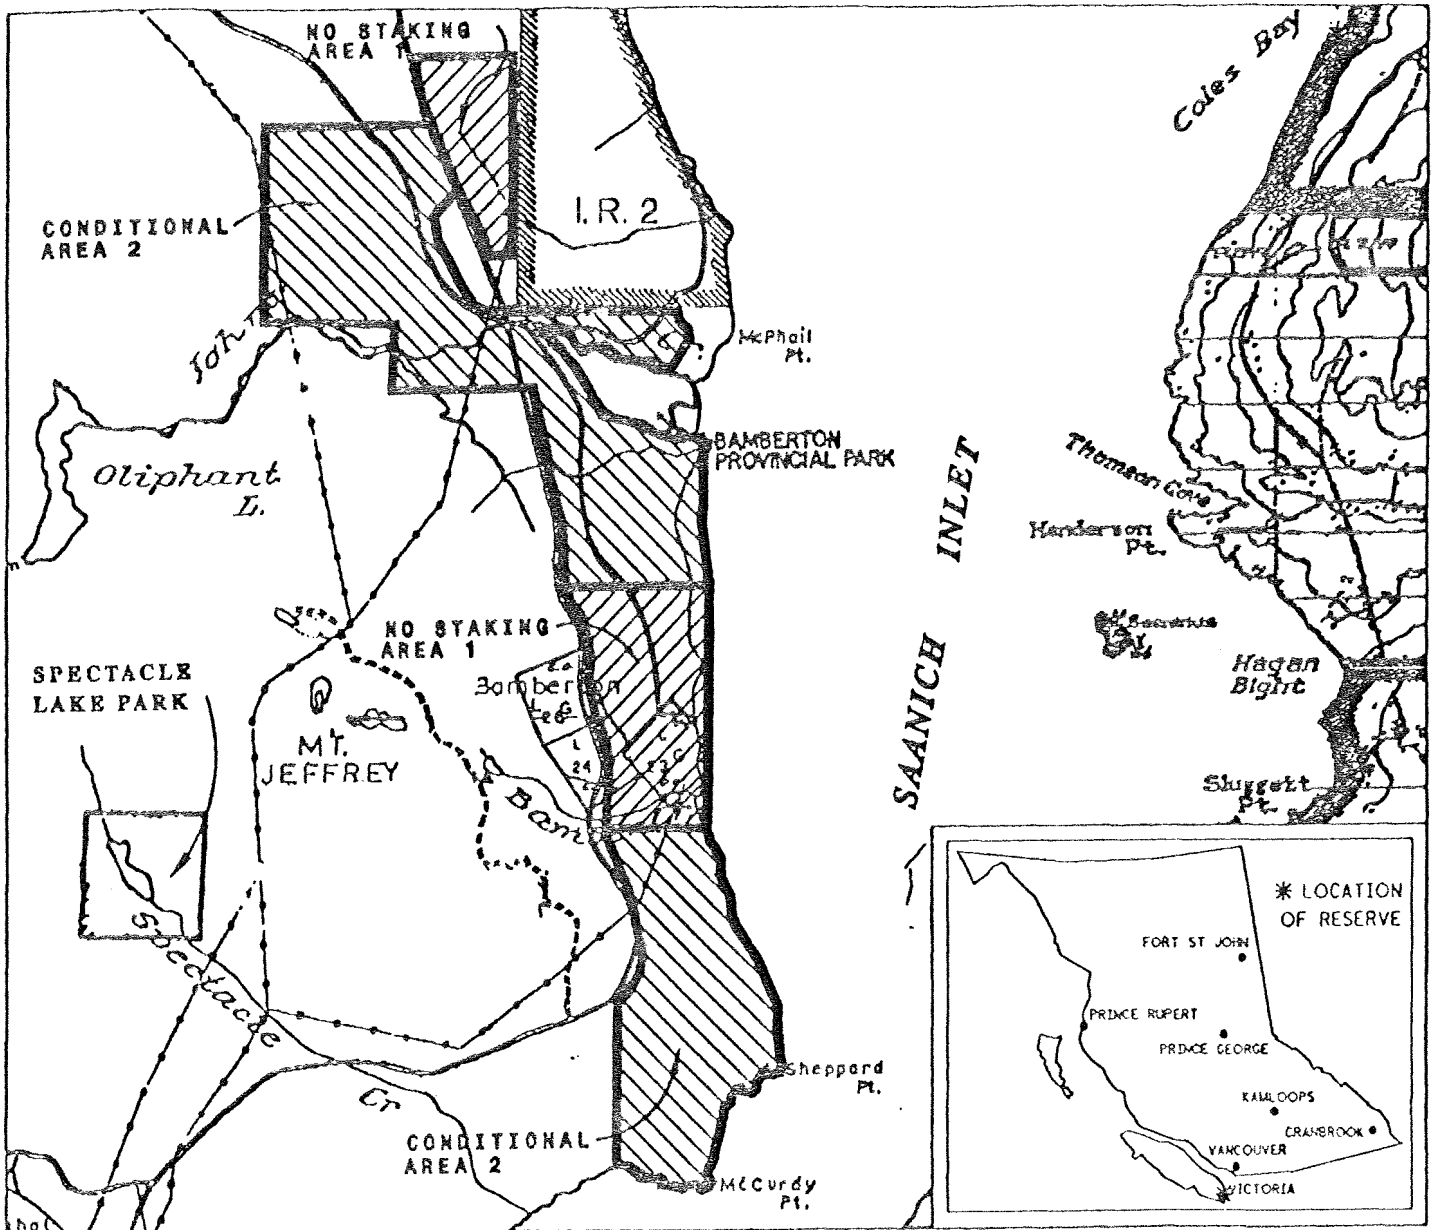 NO STAKING
AREA 1
Coles Bay
I.R. 2
CONDITIONAL
AREA 2
John
McPhail
Pt.
BAMBERTON
PROVINCIAL PARK
Oliphant
L.
SAANICH INLET
Thomson Cove
Henderson
Pt.
NO STAKING
AREA 1
SPECTACLE
LAKE PARK
Bamberton
Hagan
Bight
MT.
JEFFREY
24
Bam
Sluggett
Pt.
Spectacle
Cr
Sheppard
Pt.
CONDITIONAL
AREA 2
McCurdy
Pt.
✳ LOCATION
OF RESERVE
FORT ST JOHN
PRINCE RUPERT
PRINCE GEORGE
KAMLOOPS
CRANBROOK
VANCOUVER
VICTORIA